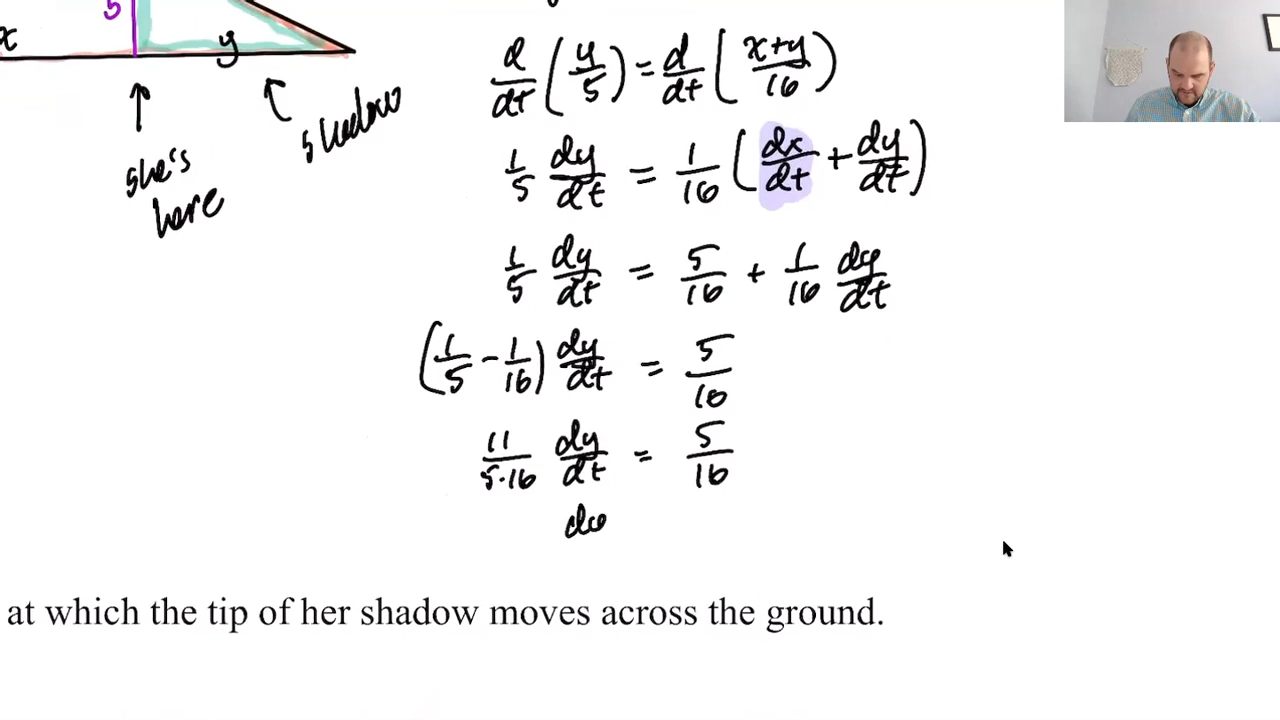 5
x
y
she's
here
shadow
d/dt (y/5) = d/dt ((x+y)/16)
1/5 dy/dt = 1/16 (dx/dt + dy/dt)
1/5 dy/dt = 5/16 + 1/16 dy/dt
(1/5 - 1/16) dy/dt = 5/16
11/(5·16) dy/dt = 5/16
at which the tip of her shadow moves across the ground.